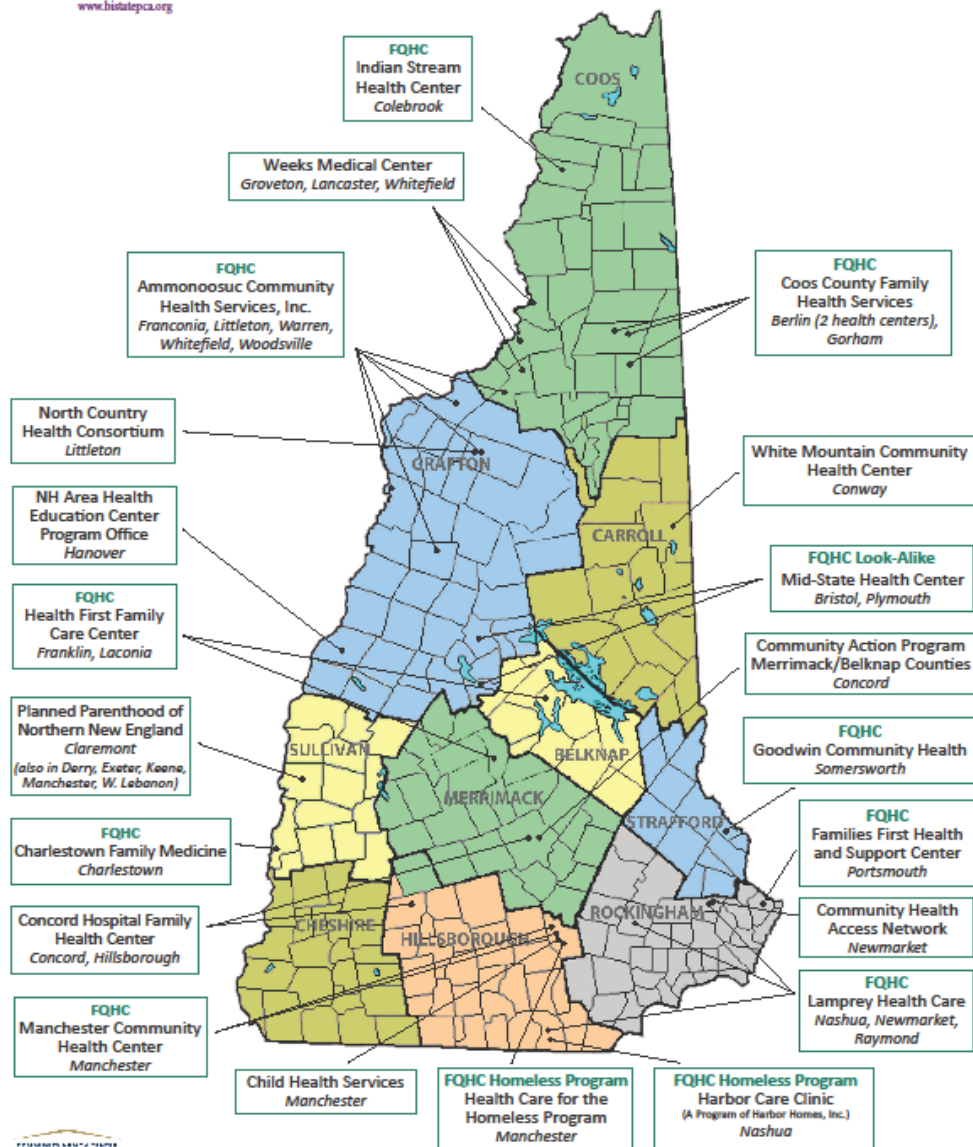 www.bistatepca.org
FQHC
Indian Stream
Health Center
Colebrook
COOS
Weeks Medical Center
Groveton, Lancaster, Whitefield
FQHC
Ammonoosuc Community
Health Services, Inc.
Franconia, Littleton, Warren,
Whitefield, Woodsville
FQHC
Coos County Family
Health Services
Berlin (2 health centers),
Gorham
North Country
Health Consortium
Littleton
GRAFTON
White Mountain Community
Health Center
Conway
NH Area Health
Education Center
Program Office
Hanover
CARROLL
FQHC Look-Alike
Mid-State Health Center
Bristol, Plymouth
FQHC
Health First Family
Care Center
Franklin, Laconia
Community Action Program
Merrimack/Belknap Counties
Concord
Planned Parenthood of
Northern New England
Claremont
(also in Derry, Exeter, Keene,
Manchester, W. Lebanon)
SULLIVAN
BELKNAP
FQHC
Goodwin Community Health
Somersworth
MERRIMACK
STRAFFORD
FQHC
Charlestown Family Medicine
Charlestown
FQHC
Families First Health
and Support Center
Portsmouth
Concord Hospital Family
Health Center
Concord, Hillsborough
CHESHIRE
HILLSBOROUGH
ROCKINGHAM
Community Health
Access Network
Newmarket
FQHC
Manchester Community
Health Center
Manchester
FQHC
Lamprey Health Care
Nashua, Newmarket,
Raymond
Child Health Services
Manchester
FQHC Homeless Program
Health Care for the
Homeless Program
Manchester
FQHC Homeless Program
Harbor Care Clinic
(A Program of Harbor Homes, Inc.)
Nashua